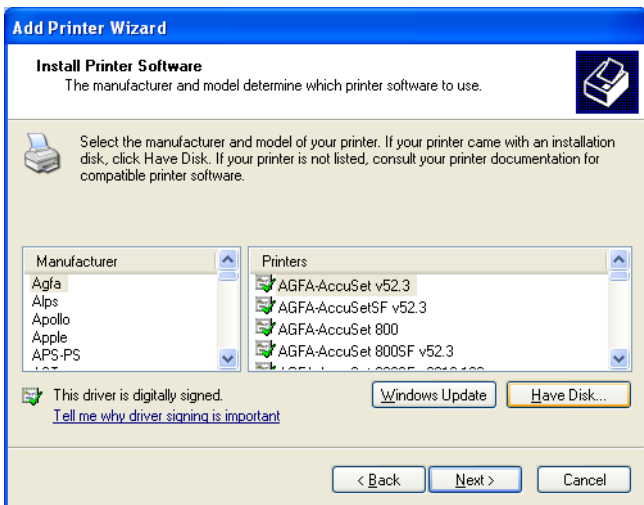 Add Printer Wizard
Install Printer Software
The manufacturer and model determine which printer software to use.
Select the manufacturer and model of your printer. If your printer came with an installation
disk, click Have Disk. If your printer is not listed, consult your printer documentation for
compatible printer software.
Manufacturer
Agfa
Alps
Apollo
Apple
APS-PS
Printers
AGFA-AccuSet v52.3
AGFA-AccuSetSF v52.3
AGFA-AccuSet 800
AGFA-AccuSet 800SF v52.3
This driver is digitally signed.
Tell me why driver signing is important
Windows Update
Have Disk...
< Back
Next >
Cancel